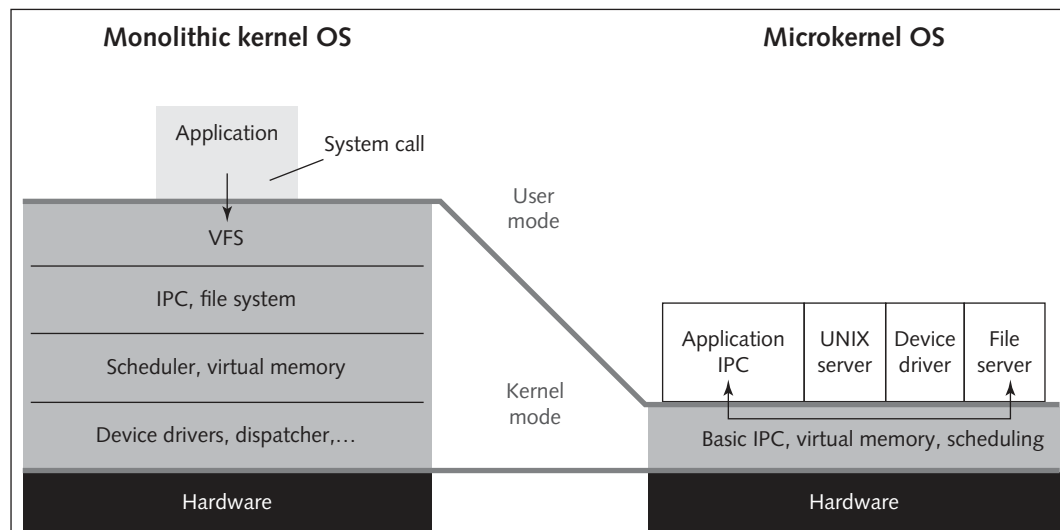 Monolithic kernel OS
Microkernel OS
Application
System call
User
mode
VFS
IPC, file system
Scheduler, virtual memory
Kernel
mode
Device drivers, dispatcher,...
Hardware
Application
IPC
UNIX
server
Device
driver
File
server
Basic IPC, virtual memory, scheduling
Hardware